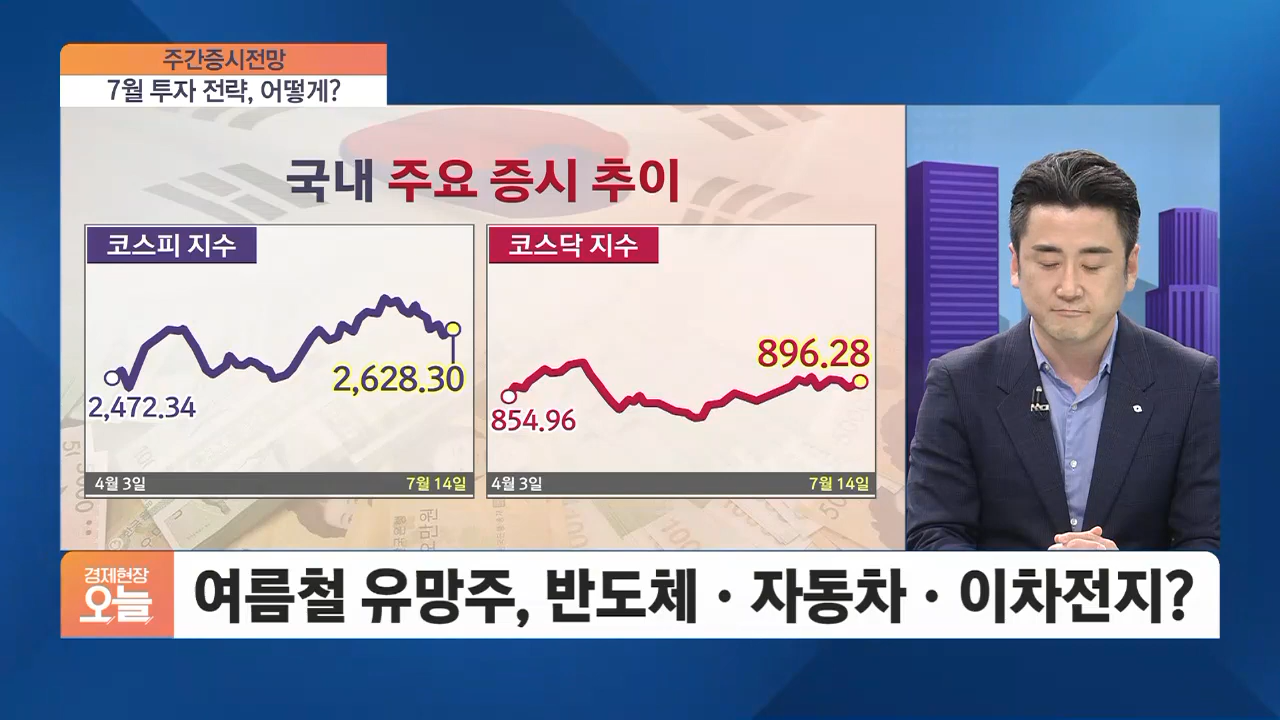 주간증시전망
7월 투자 전략, 어떻게?
국내 주요 증시 추이
코스피 지수
2,472.34
2,628.30
4월 3일
7월 14일
코스닥 지수
854.96
896.28
4월 3일
7월 14일
경제현장
오늘
여름철 유망주, 반도체·자동차·이차전지?